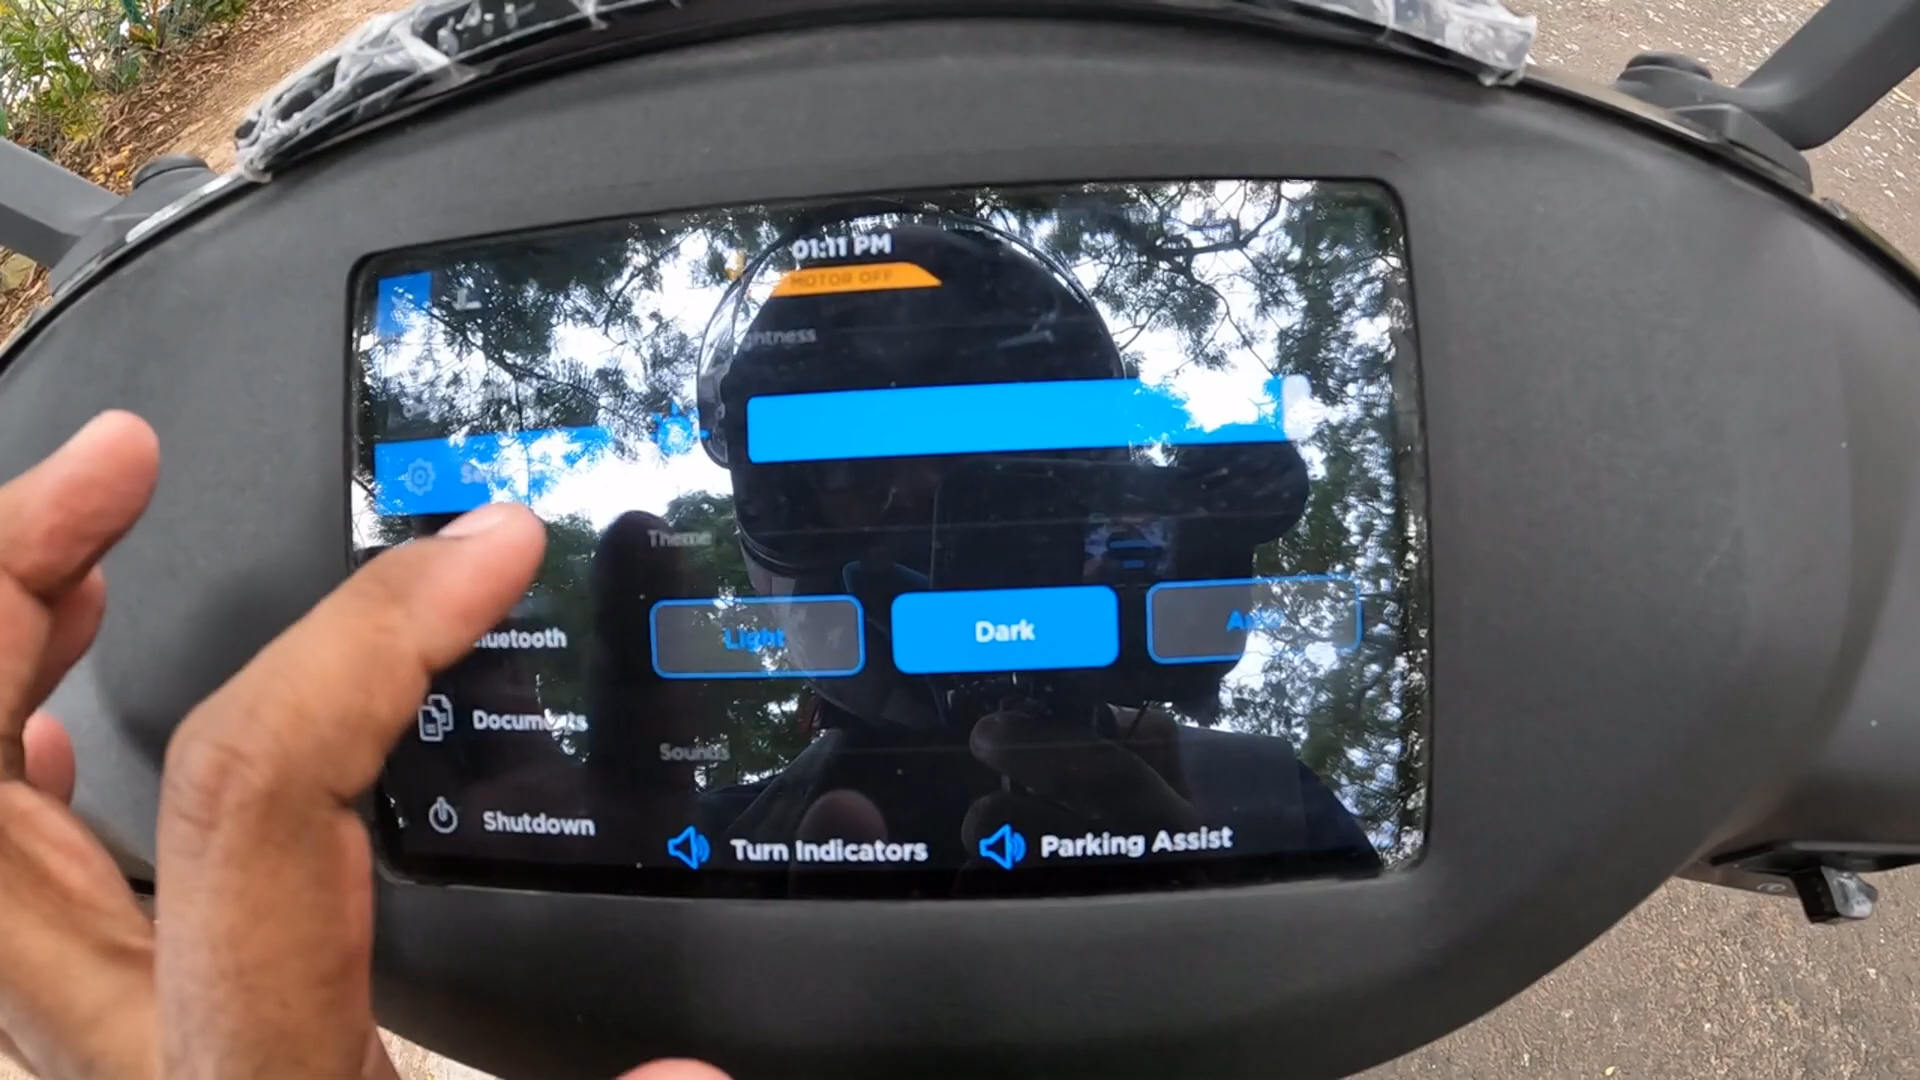 01:11 PM
MOTOR OFF
Theme
Light
Dark
Documents
Sounds
Shutdown
Turn Indicators
Parking Assist